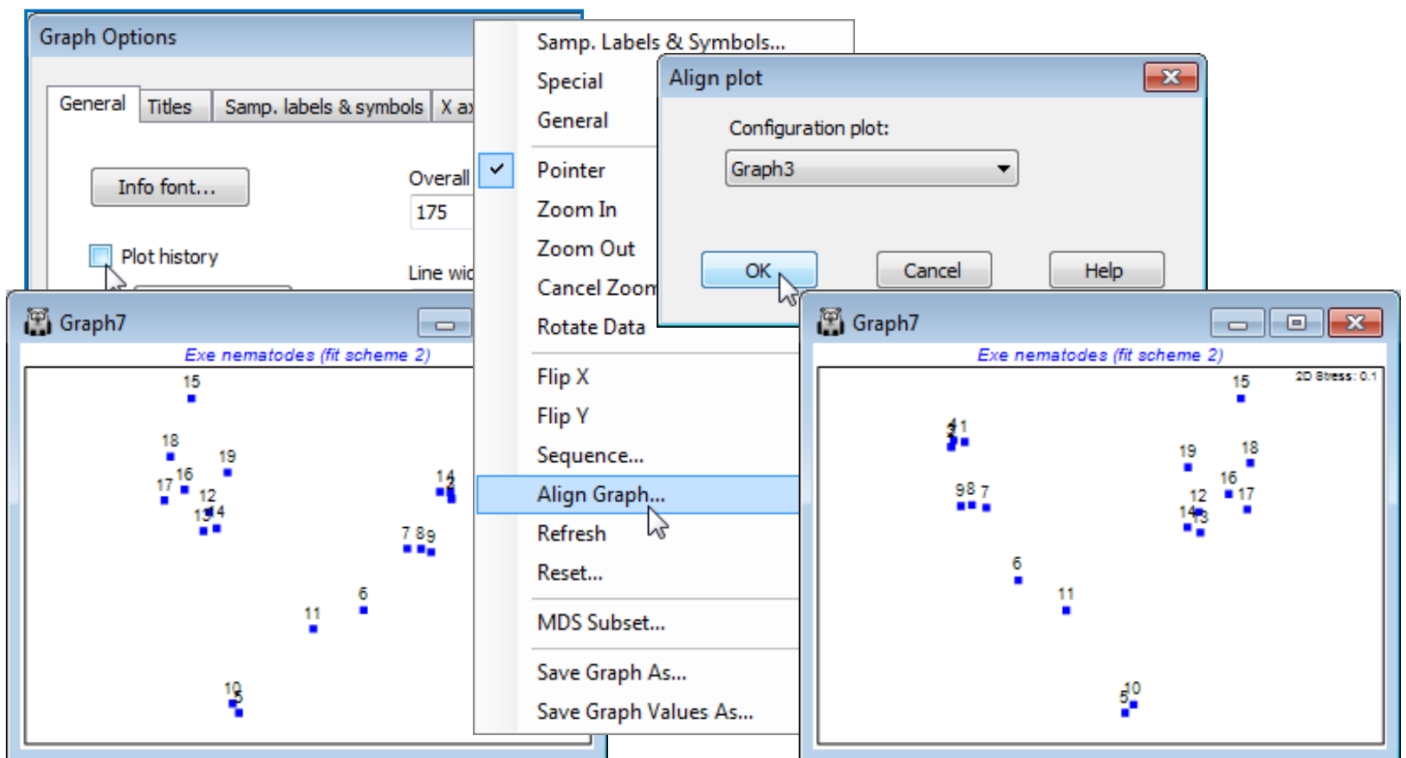 Graph Options
General Titles Samp. labels & symbols X ax
Info font...
Overall
175
Plot history
Line wid
Samp. Labels & Symbols...
Special
General
Pointer
Zoom In
Zoom Out
Cancel Zoom
Rotate Data
Flip X
Flip Y
Sequence...
Align Graph...
Refresh
Reset...
MDS Subset...
Save Graph As...
Save Graph Values As...
Align plot
Configuration plot:
Graph3
OK Cancel Help
Graph7
Exe nematodes (fit scheme 2)
15
18
19
16
17
12
13
14
14
7 8 9
6
11
10
5
Graph7
Exe nematodes (fit scheme 2)
2D Stress: 0.1
15
4 1
19 18
16
17
12
14
13
9 8 7
6
11
5 10